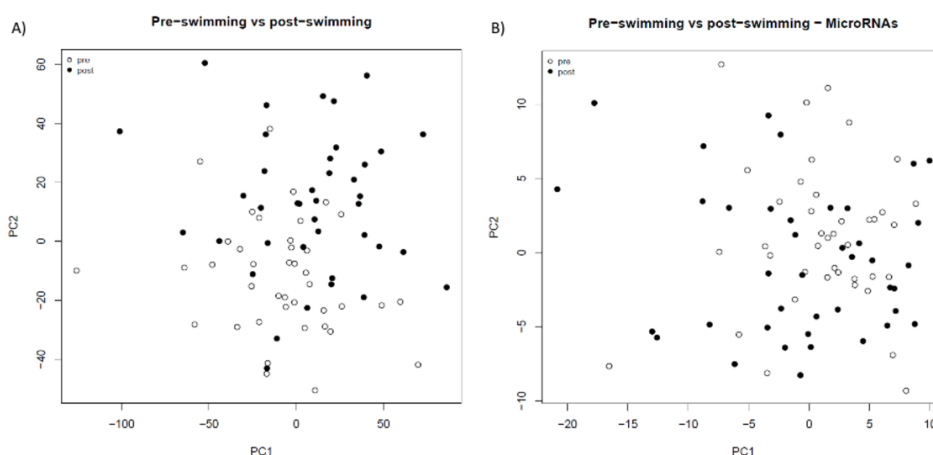 A)
Pre-swimming vs post-swimming
pre
post
60
40
20
0
−20
−40
PC2
−100
−50
0
50
PC1
B)
Pre-swimming vs post-swimming − MicroRNAs
pre
post
10
5
0
−5
−10
PC2
−20
−15
−10
−5
0
5
10
PC1